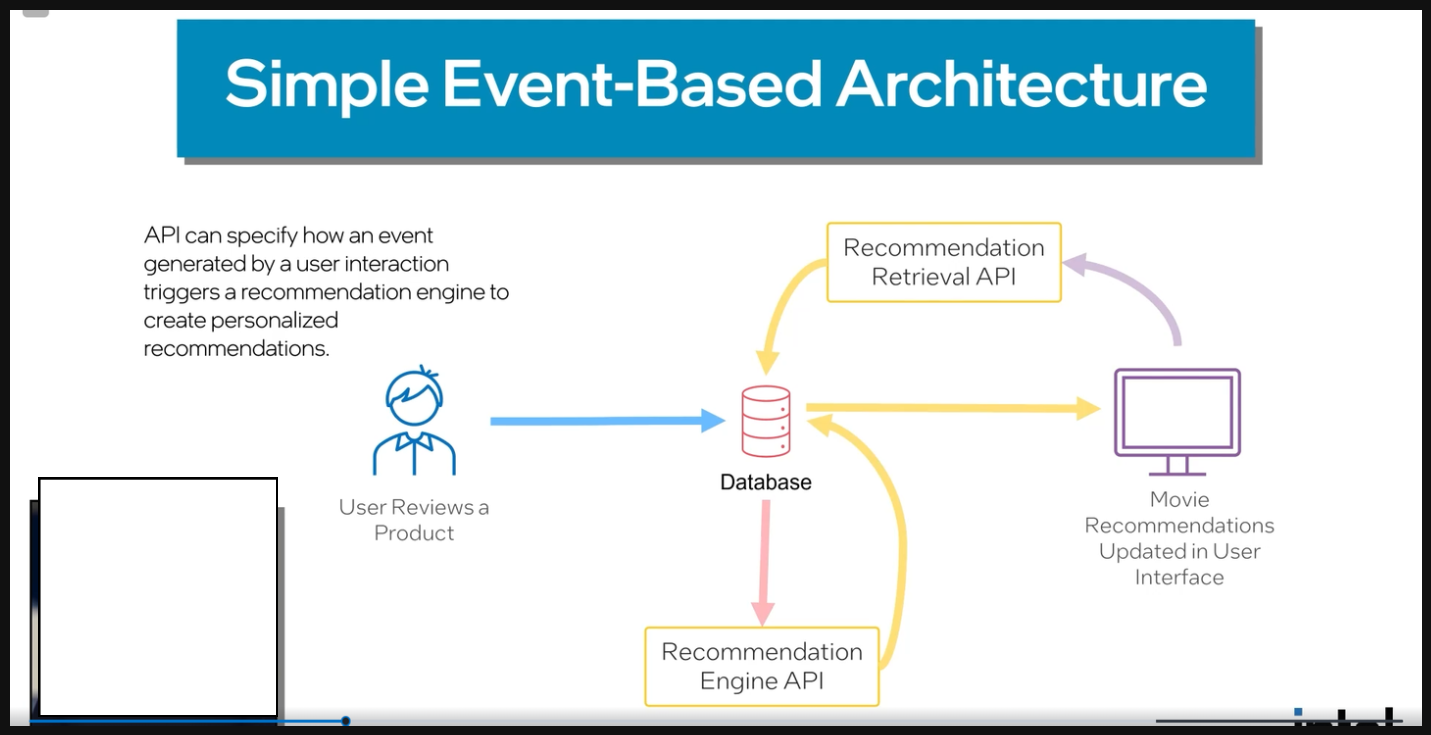 Simple Event-Based Architecture
API can specify how an event
generated by a user interaction
triggers a recommendation engine to
create personalized
recommendations.
Recommendation
Retrieval API
User Reviews a
Product
Database
Movie
Recommendations
Updated in User
Interface
Recommendation
Engine API